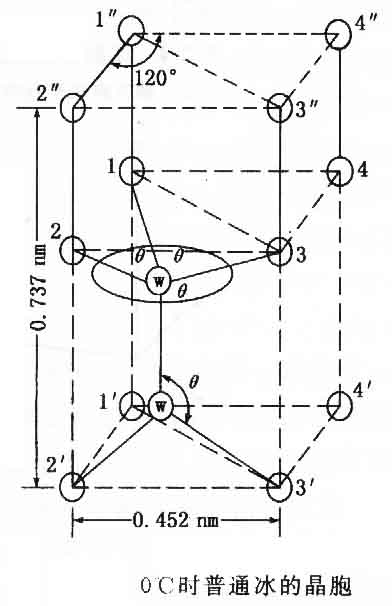 1″ 4″
120°
2″ 3″
1 4
2 θ θ 3
W
θ
0.737 nm
θ
1′ W 4′
2′ 3′
0.452 nm
0℃时普通冰的晶胞